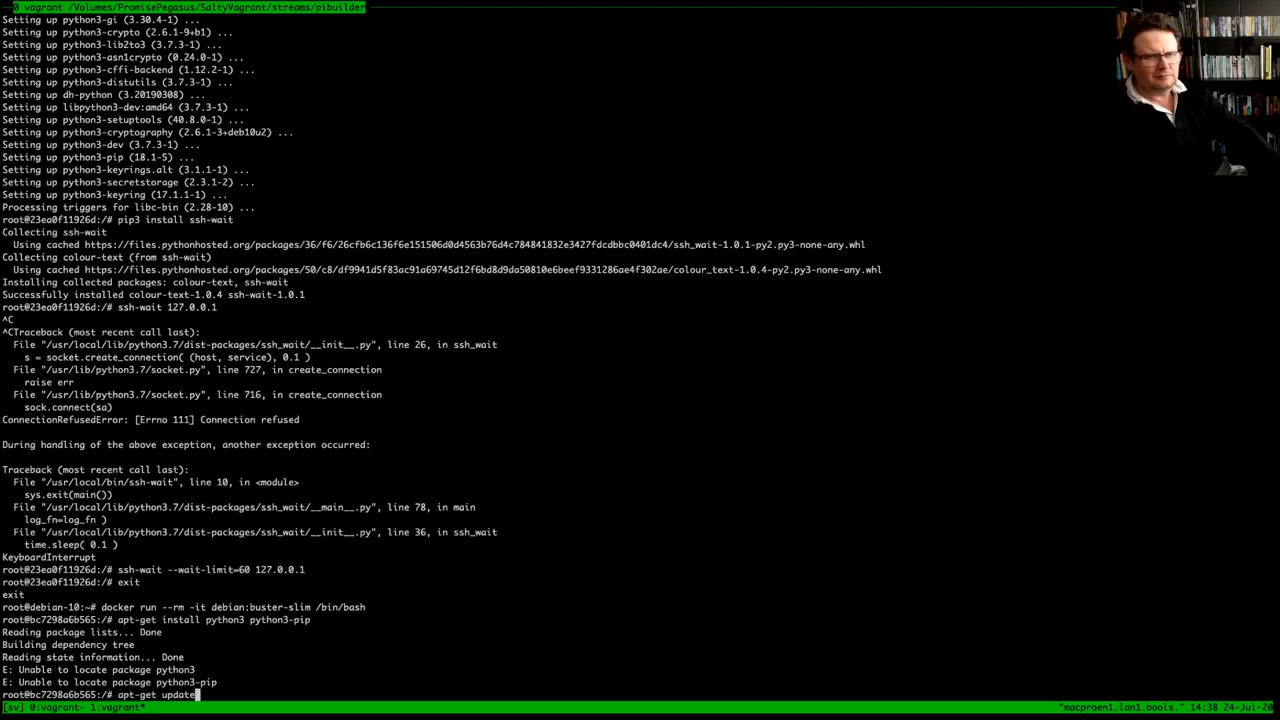 0 vagrant /Volumes/PromisePegasus/SaltyVagrant/streams/pibuilder
Setting up python3-gi (3.30.4-1) ...
Setting up python3-crypto (2.6.1-9+b1) ...
Setting up python3-lib2to3 (3.7.3-1) ...
Setting up python3-asn1crypto (0.24.0-1) ...
Setting up python3-cffi-backend (1.12.2-1) ...
Setting up python3-distutils (3.7.3-1) ...
Setting up dh-python (3.20190308) ...
Setting up libpython3-dev:amd64 (3.7.3-1) ...
Setting up python3-setuptools (40.8.0-1) ...
Setting up python3-cryptography (2.6.1-3+deb10u2) ...
Setting up python3-dev (3.7.3-1) ...
Setting up python3-pip (18.1-5) ...
Setting up python3-keyrings.alt (3.1.1-1) ...
Setting up python3-secretstorage (2.3.1-2) ...
Setting up python3-keyring (17.1.1-1) ...
Processing triggers for libc-bin (2.28-10) ...
root@23ea0f11926d:/# pip3 install ssh-wait
Collecting ssh-wait
Using cached https://files.pythonhosted.org/packages/36/f6/26cfb6c136f6e151506d0d4563b76d4c784841832e3427fdcdbbc0401dc4/ssh_wait-1.0.1-py2.py3-none-any.whl
Collecting colour-text (from ssh-wait)
Using cached https://files.pythonhosted.org/packages/50/c8/df9941d5f83ac91a69745d12f6bd8d9da50810e6beef9331286ae4f302ae/colour_text-1.0.4-py2.py3-none-any.whl
Installing collected packages: colour-text, ssh-wait
Successfully installed colour-text-1.0.4 ssh-wait-1.0.1
root@23ea0f11926d:/# ssh-wait 127.0.0.1
^C
^CTraceback (most recent call last):
File "/usr/local/lib/python3.7/dist-packages/ssh_wait/__init__.py", line 26, in ssh_wait
s = socket.create_connection( (host, service), 0.1 )
File "/usr/lib/python3.7/socket.py", line 727, in create_connection
raise err
File "/usr/lib/python3.7/socket.py", line 716, in create_connection
sock.connect(sa)
ConnectionRefusedError: [Errno 111] Connection refused
During handling of the above exception, another exception occurred:
Traceback (most recent call last):
File "/usr/local/bin/ssh-wait", line 10, in <module>
sys.exit(main())
File "/usr/local/lib/python3.7/dist-packages/ssh_wait/__main__.py", line 78, in main
log_fn=log_fn )
File "/usr/local/lib/python3.7/dist-packages/ssh_wait/__init__.py", line 36, in ssh_wait
time.sleep( 0.1 )
KeyboardInterrupt
root@23ea0f11926d:/# ssh-wait --wait-limit=60 127.0.0.1
root@23ea0f11926d:/# exit
exit
root@debian-10:~# docker run --rm -it debian:buster-slim /bin/bash
root@bc7298a6b565:/# apt-get install python3 python3-pip
Reading package lists... Done
Building dependency tree
Reading state information... Done
E: Unable to locate package python3
E: Unable to locate package python3-pip
root@bc7298a6b565:/# apt-get update
[sv] 0:vagrant- 1:vagrant* "macproen1.lan1.bools." 14:38 24-Jul-20